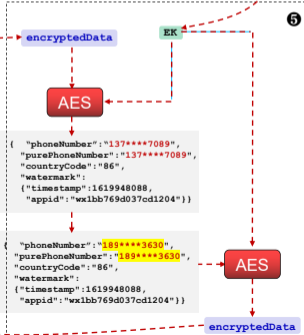 EK
❺
encryptedData
AES
{ "phoneNumber":"137****7089",
"purePhoneNumber":"137****7089",
"countryCode":"86",
"watermark":
{"timestamp":1619948088,
"appid":"wx1bb769d037cd1204"}}
{ "phoneNumber":"189****3630",
"purePhoneNumber":"189****3630",
"countryCode":"86",
"watermark":
{"timestamp":1619948088,
"appid":"wx1bb769d037cd1204"}}
AES
encryptedData